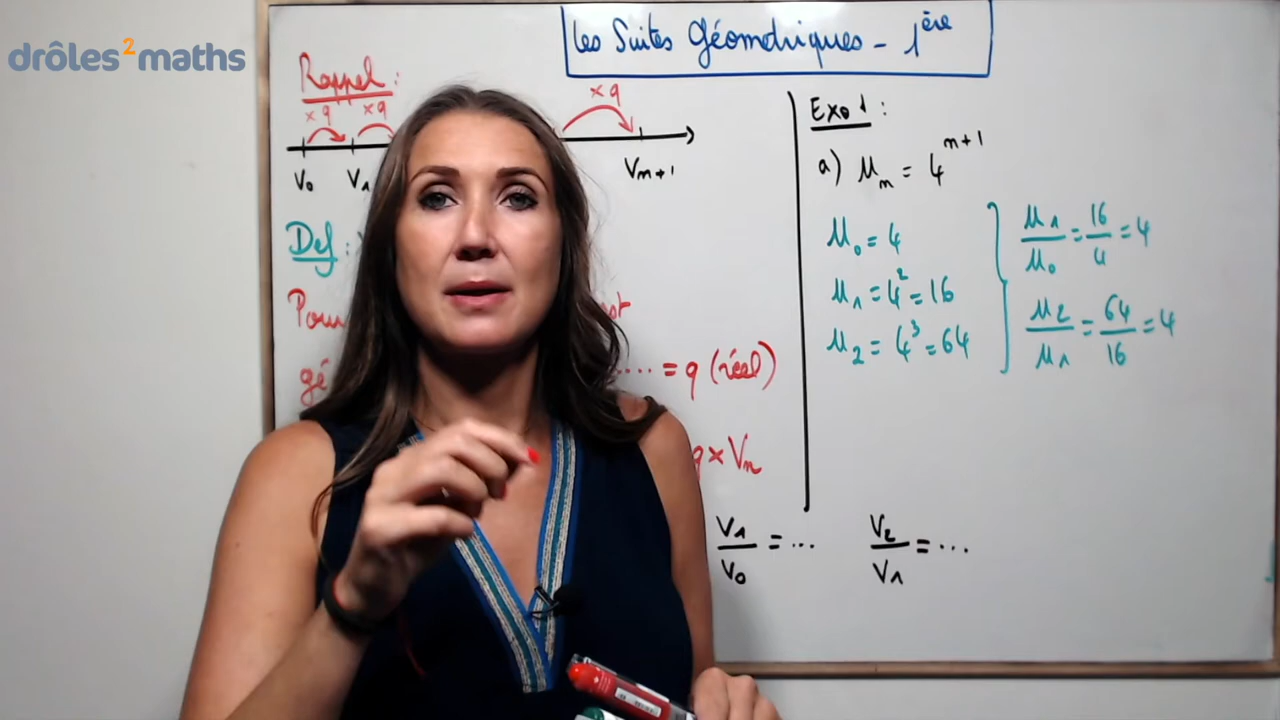 drôles2maths
Les Suites Géométriques - 1ère
Rappel :
×q ×q ×q
V0 V1 Vn+1
Def :
Pour
gé
.... = q (réel)
q × Vn
V1/V0 = ... V2/V1 = ...
Exo 1 :
a) Un = 4^(n+1)
U0 = 4
U1 = 4² = 16
U2 = 4³ = 64
U1/U0 = 16/4 = 4
U2/U1 = 64/16 = 4